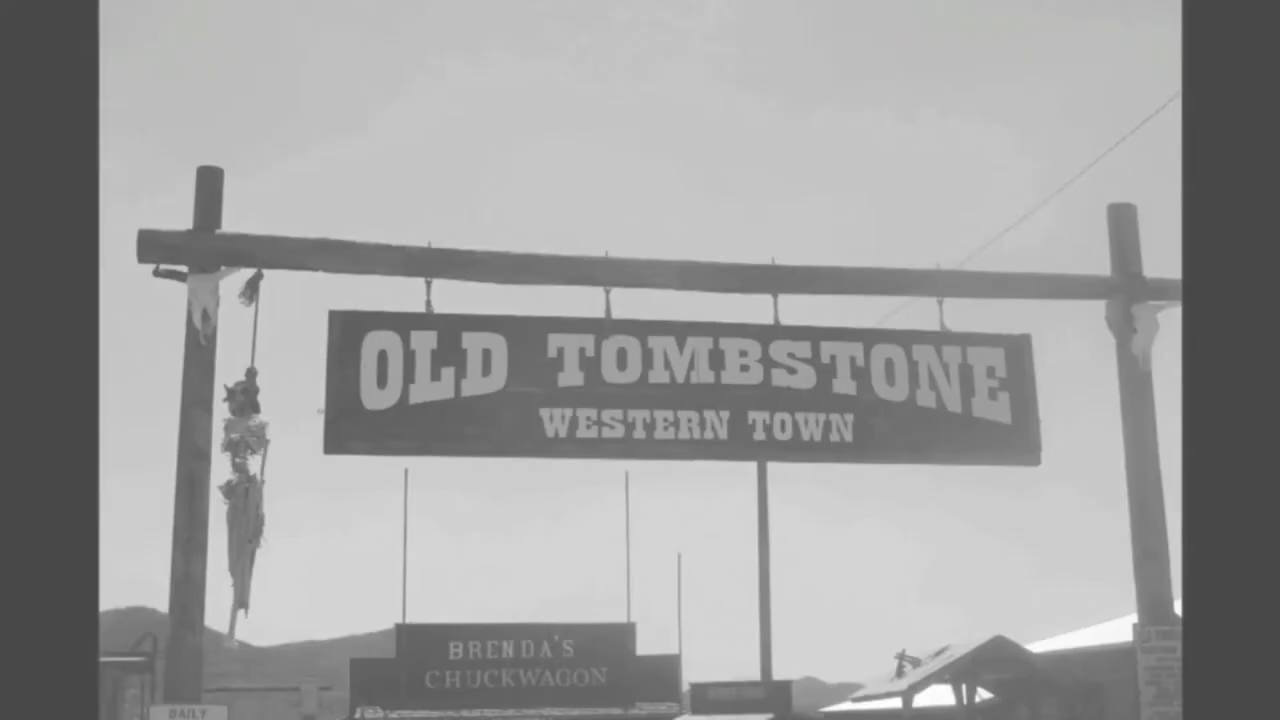 OLD TOMBSTONE
WESTERN TOWN
BRENDA'S
CHUCKWAGON
DAILY